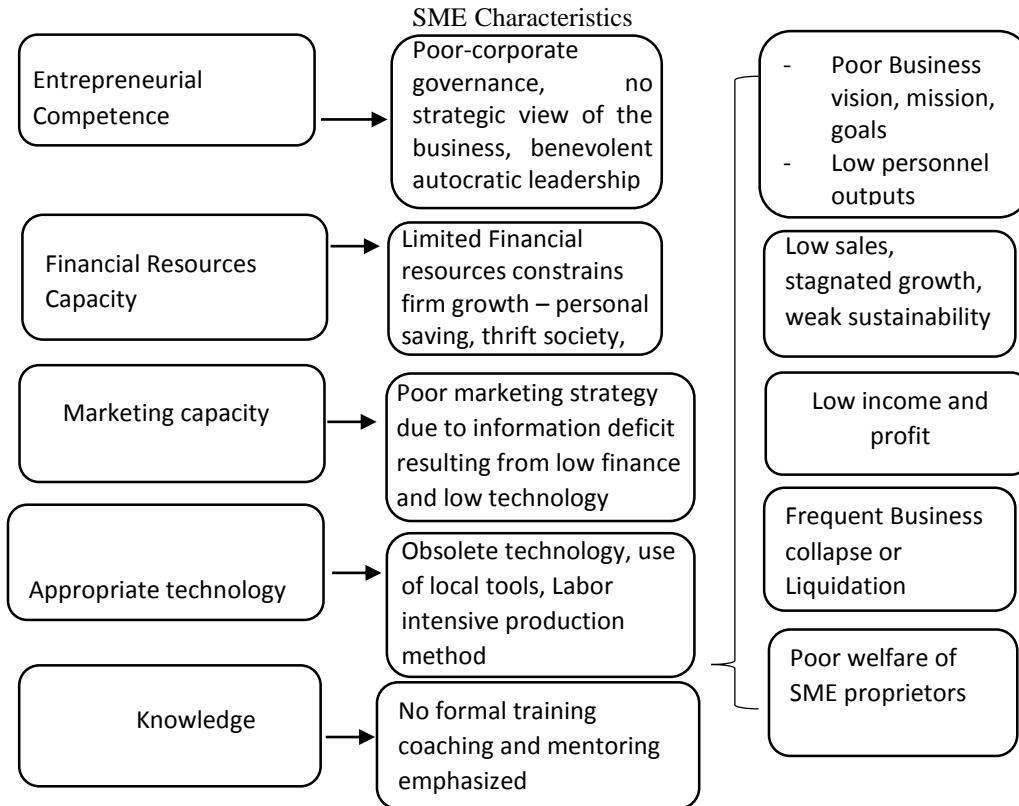 SME Characteristics
Entrepreneurial
Competence
Poor-corporate
governance, no
strategic view of the
business, benevolent
autocratic leadership
- Poor Business
vision, mission,
goals
- Low personnel
outputs
Financial Resources
Capacity
Limited Financial
resources constrains
firm growth – personal
saving, thrift society,
Low sales,
stagnated growth,
weak sustainability
Marketing capacity
Poor marketing strategy
due to information deficit
resulting from low finance
and low technology
Low income and
profit
Appropriate technology
Obsolete technology, use
of local tools, Labor
intensive production
method
Frequent Business
collapse or
Liquidation
Knowledge
No formal training
coaching and mentoring
emphasized
Poor welfare of
SME proprietors